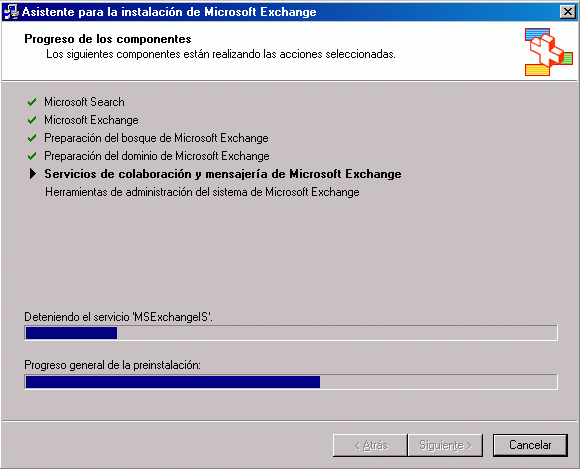 Asistente para la instalación de Microsoft Exchange
Progreso de los componentes
Los siguientes componentes están realizando las acciones seleccionadas.
Microsoft Search
Microsoft Exchange
Preparación del bosque de Microsoft Exchange
Preparación del dominio de Microsoft Exchange
Servicios de colaboración y mensajería de Microsoft Exchange
Herramientas de administración del sistema de Microsoft Exchange
Deteniendo el servicio 'MSExchangeIS'.
Progreso general de la preinstalación:
< Atrás Siguiente > Cancelar